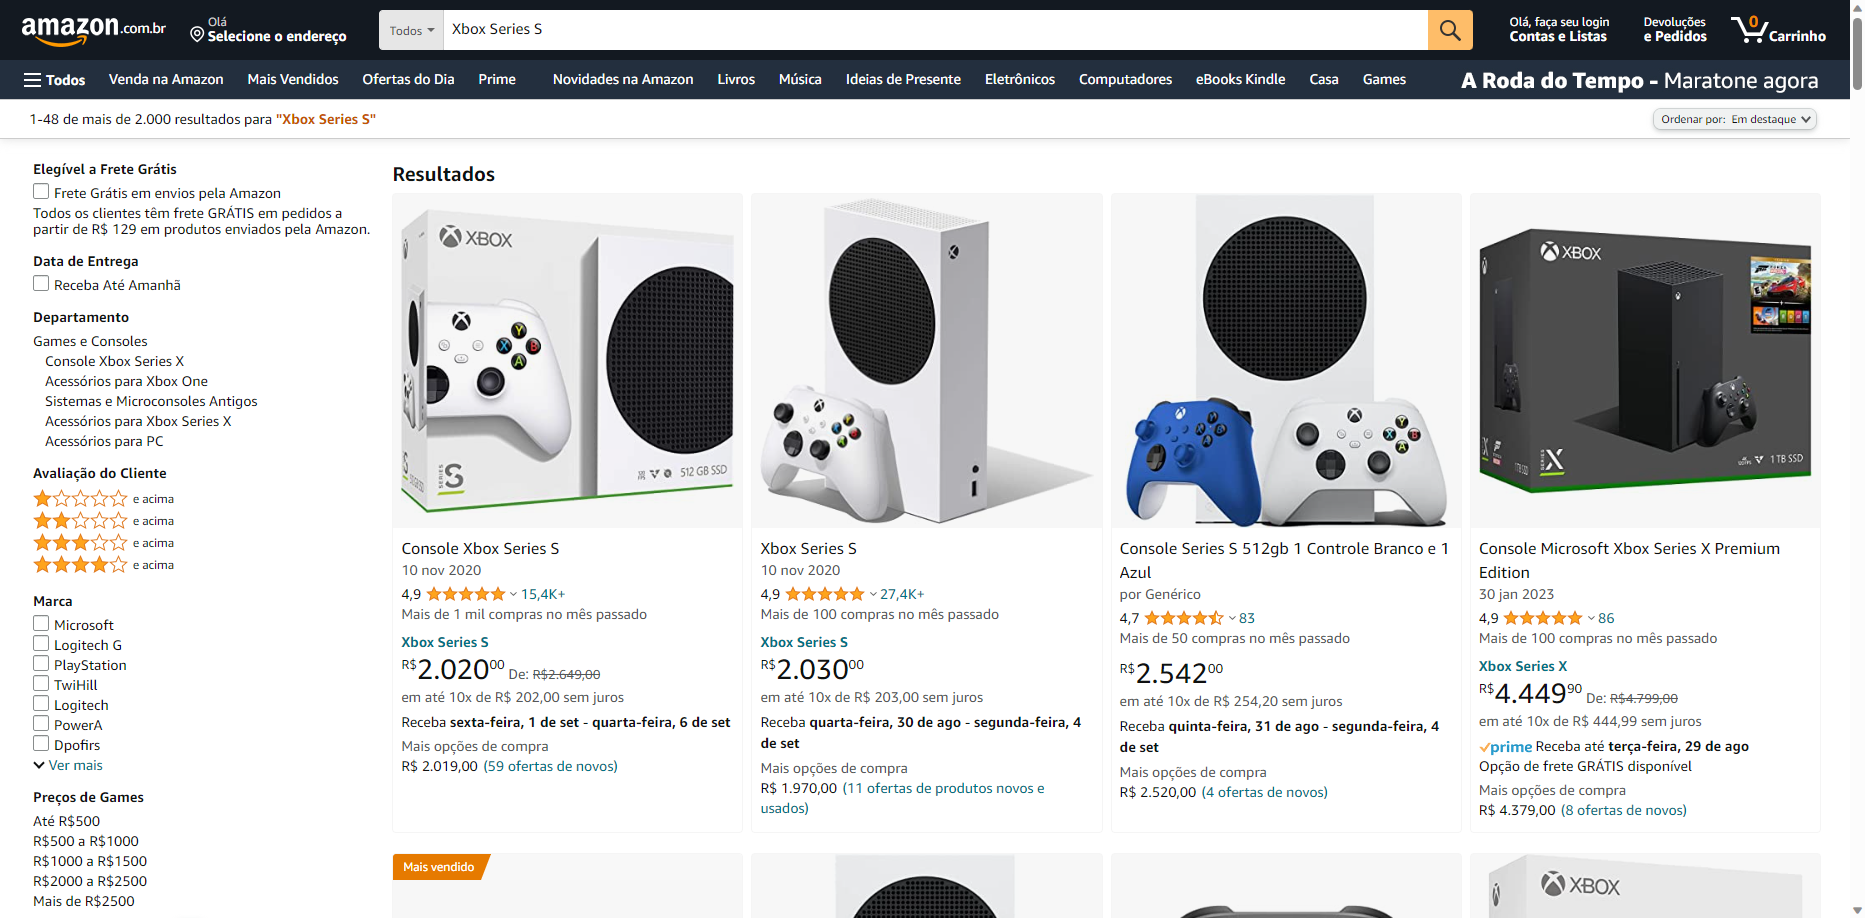 amazon.com.br
Olá
Selecione o endereço
Todos
Xbox Series S
Olá, faça seu login
Contas e Listas
Devoluções
e Pedidos
0
Carrinho
Todos
Venda na Amazon
Mais Vendidos
Ofertas do Dia
Prime
Novidades na Amazon
Livros
Música
Ideias de Presente
Eletrônicos
Computadores
eBooks Kindle
Casa
Games
A Roda do Tempo - Maratone agora
1-48 de mais de 2.000 resultados para "Xbox Series S"
Ordenar por: Em destaque
Elegível a Frete Grátis
Frete Grátis em envios pela Amazon
Todos os clientes têm frete GRÁTIS em pedidos a
partir de R$ 129 em produtos enviados pela Amazon.
Data de Entrega
Receba Até Amanhã
Departamento
Games e Consoles
Console Xbox Series X
Acessórios para Xbox One
Sistemas e Microconsoles Antigos
Acessórios para Xbox Series X
Acessórios para PC
Avaliação do Cliente
e acima
e acima
e acima
e acima
Marca
Microsoft
Logitech G
PlayStation
TwiHill
Logitech
PowerA
Dpofirs
Ver mais
Preços de Games
Até R$500
R$500 a R$1000
R$1000 a R$1500
R$2000 a R$2500
Mais de R$2500
Resultados
XBOX
Y
X
B
A
SERIES
S
512 GB SSD
Console Xbox Series S
10 nov 2020
4,9
15,4K+
Mais de 1 mil compras no mês passado
Xbox Series S
R$2.02000 De: R$2.649,00
em até 10x de R$ 202,00 sem juros
Receba sexta-feira, 1 de set - quarta-feira, 6 de set
Mais opções de compra
R$ 2.019,00 (59 ofertas de novos)
Xbox Series S
10 nov 2020
4,9
27,4K+
Mais de 100 compras no mês passado
Xbox Series S
R$2.03000
em até 10x de R$ 203,00 sem juros
Receba quarta-feira, 30 de ago - segunda-feira, 4
de set
Mais opções de compra
R$ 1.970,00 (11 ofertas de produtos novos e
usados)
Console Series S 512gb 1 Controle Branco e 1
Azul
por Genérico
4,7
83
Mais de 50 compras no mês passado
R$2.54200
em até 10x de R$ 254,20 sem juros
Receba quinta-feira, 31 de ago - segunda-feira, 4
de set
Mais opções de compra
R$ 2.520,00 (4 ofertas de novos)
XBOX
SERIES
X
1 TB SSD
Console Microsoft Xbox Series X Premium
Edition
30 jan 2023
4,9
86
Mais de 100 compras no mês passado
Xbox Series X
R$4.44990 De: R$4.799,00
em até 10x de R$ 444,99 sem juros
prime Receba até terça-feira, 29 de ago
Opção de frete GRÁTIS disponível
Mais opções de compra
R$ 4.379,00 (8 ofertas de novos)
Mais vendido
XBOX